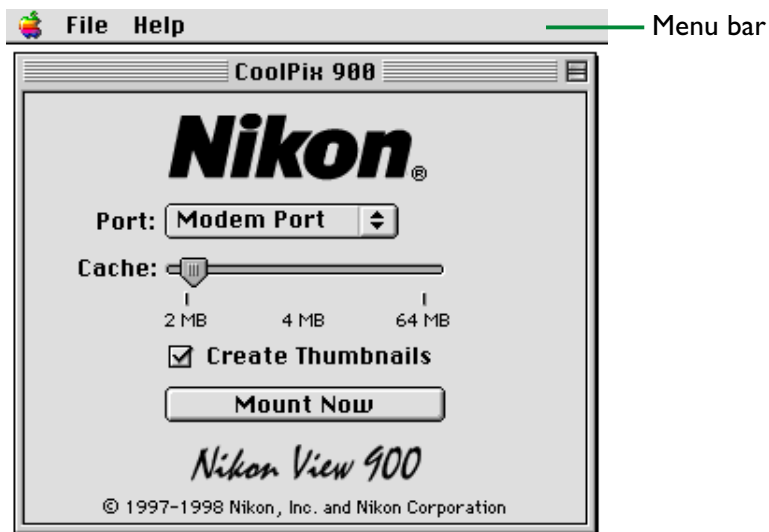 File Help
Menu bar
CoolPix 900
Nikon®
Port: Modem Port
Cache:
2 MB 4 MB 64 MB
Create Thumbnails
Mount Now
Nikon View 900
© 1997-1998 Nikon, Inc. and Nikon Corporation